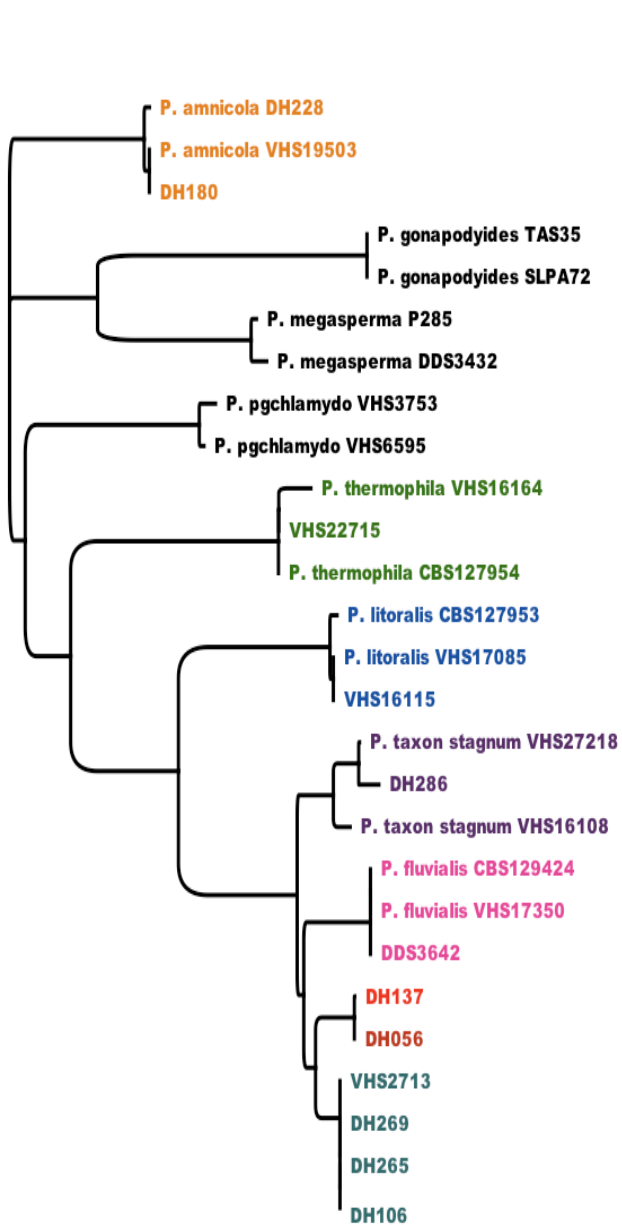 P. amnicola DH228
P. amnicola VHS19503
DH180
P. gonapodyides TAS35
P. gonapodyides SLPA72
P. megasperma P285
P. megasperma DDS3432
P. pgchlamydo VHS3753
P. pgchlamydo VHS6595
P. thermophila VHS16164
VHS22715
P. thermophila CBS127954
P. litoralis CBS127953
P. litoralis VHS17085
VHS16115
P. taxon stagnum VHS27218
DH286
P. taxon stagnum VHS16108
P. fluvialis CBS129424
P. fluvialis VHS17350
DDS3642
DH137
DH056
VHS2713
DH269
DH265
DH106